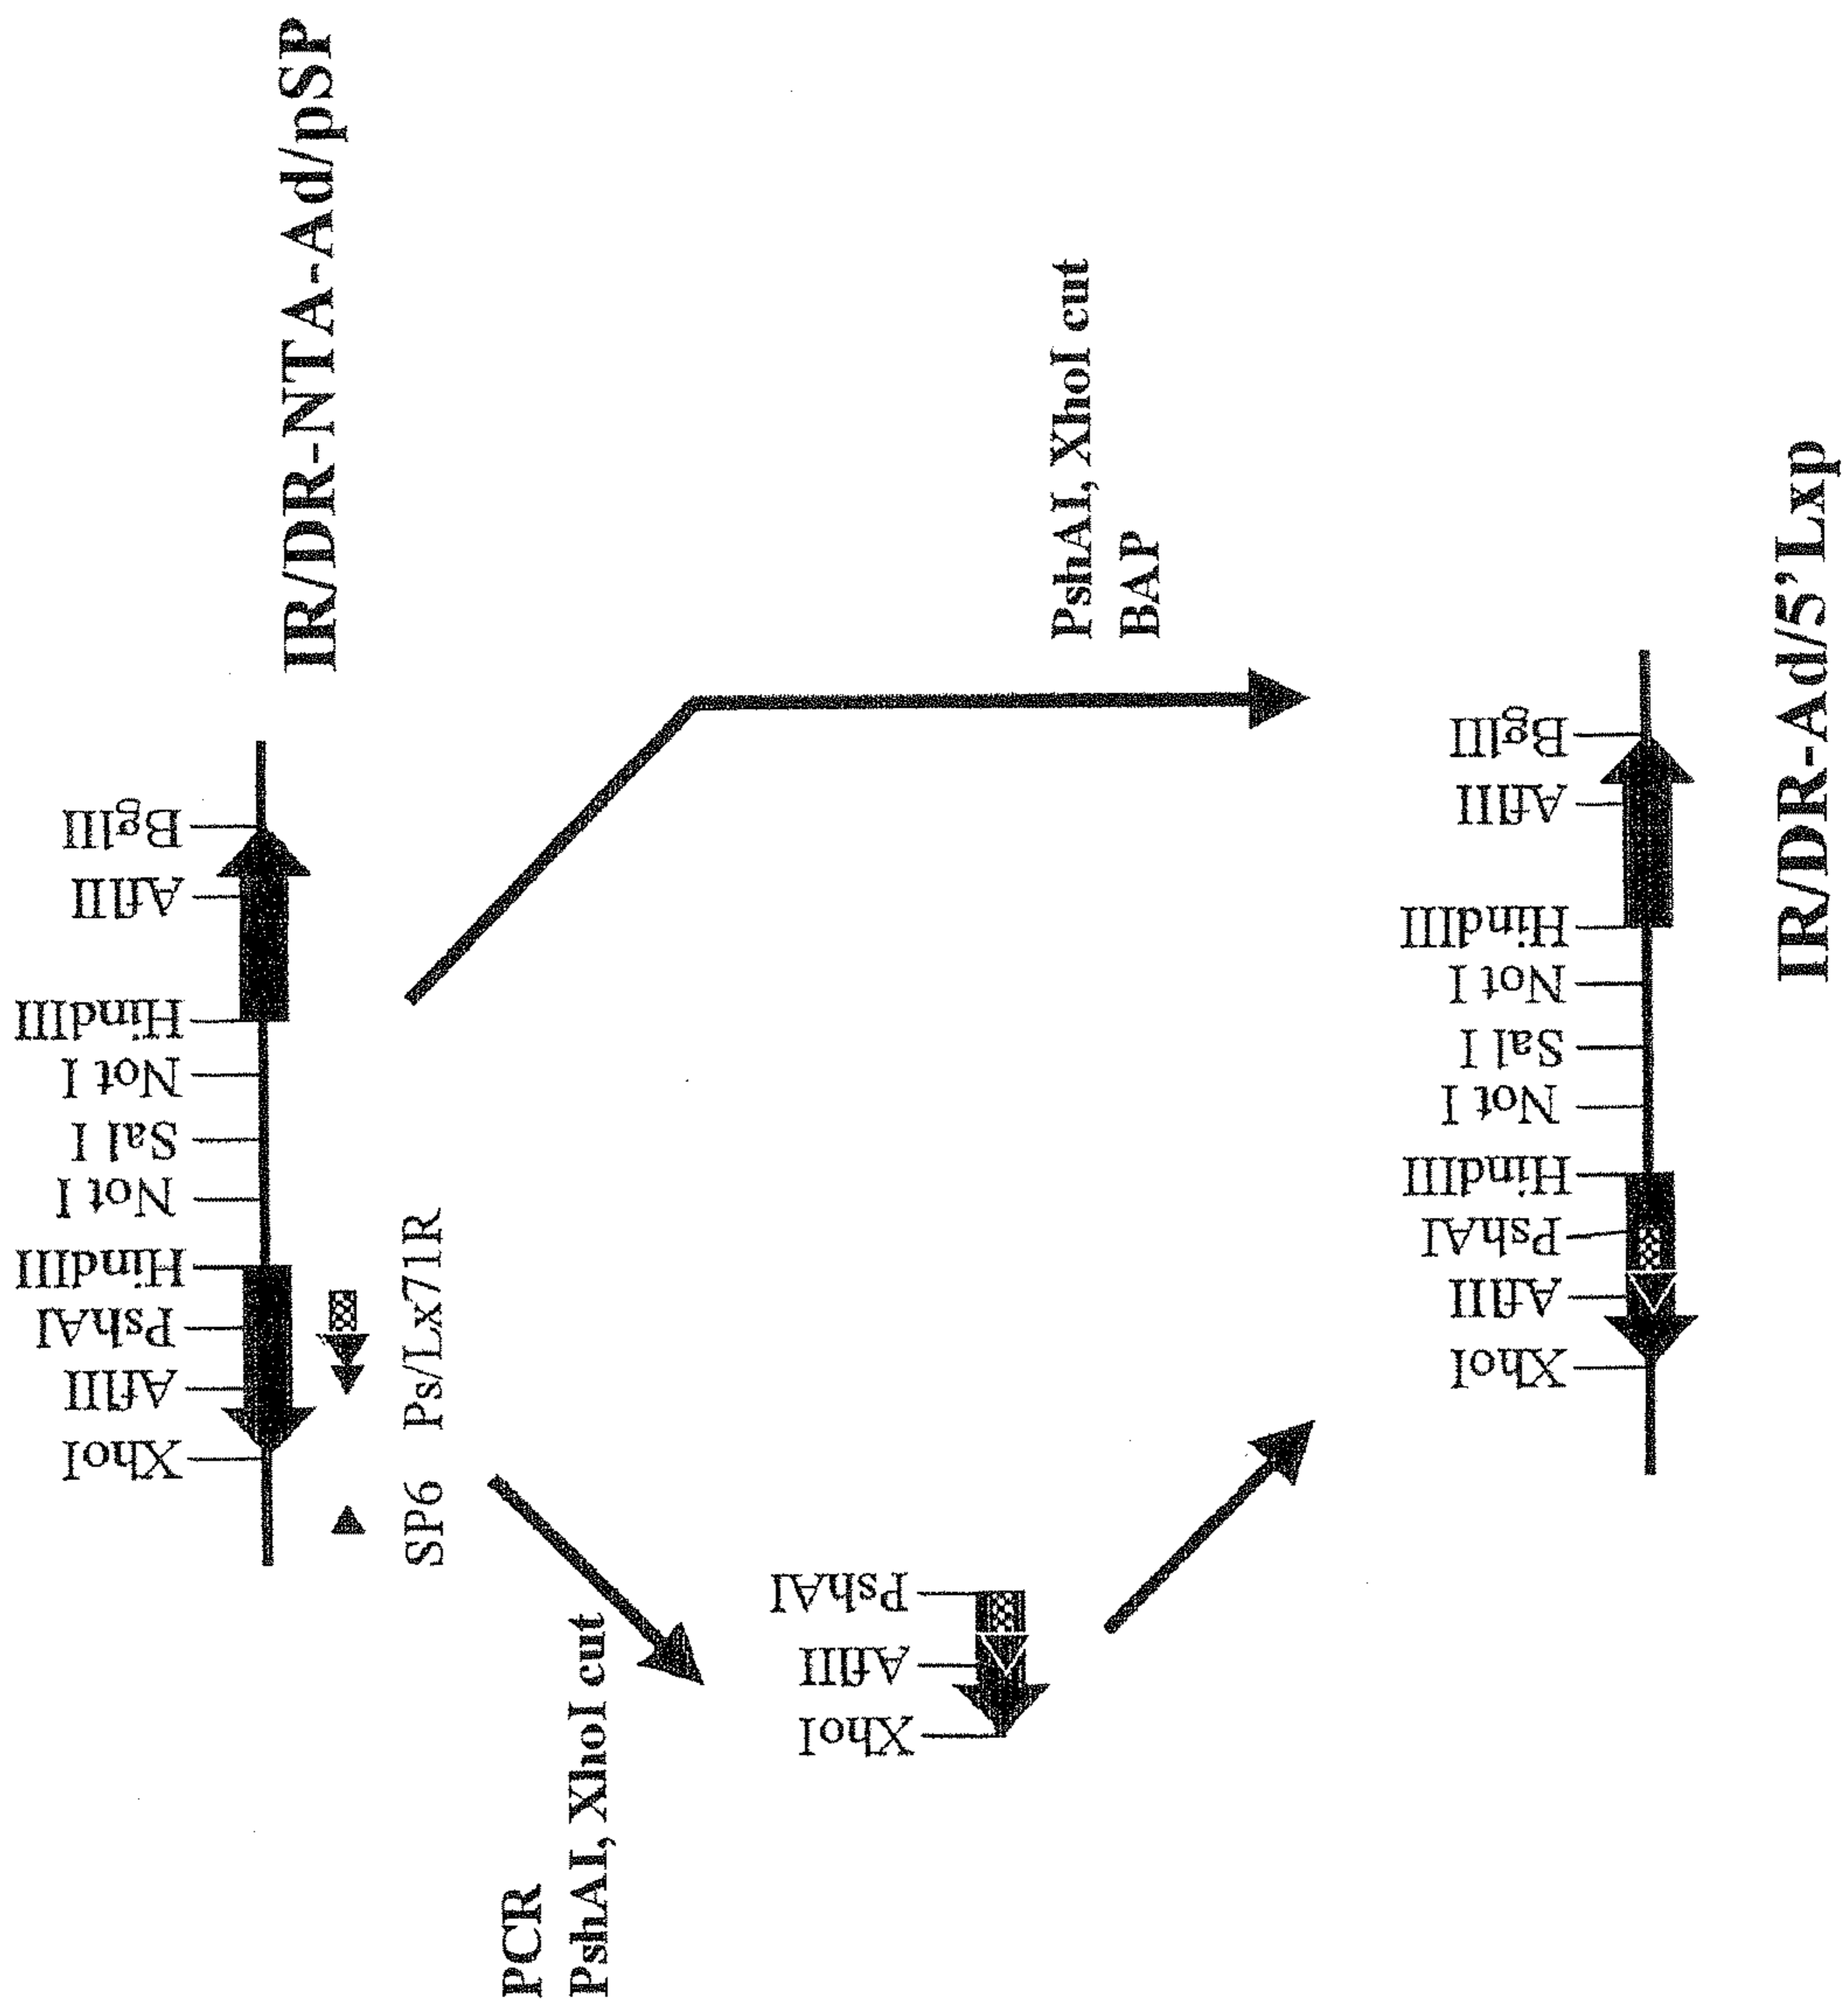 IR/DR-NTA-Ad/pSP
XhoI
AflII
PshAI
HindIII
Not I
Sal I
Not I
HindIII
AflII
BglII
SP6
Ps/Lx71R
PCR
PshAI, XhoI cut
XhoI
AflII
PshAI
PshAI, XhoI cut
BAP
XhoI
AflII
PshAI
HindIII
Not I
Sal I
Not I
HindIII
AflII
BglII
IR/DR-Ad/5'Lxp